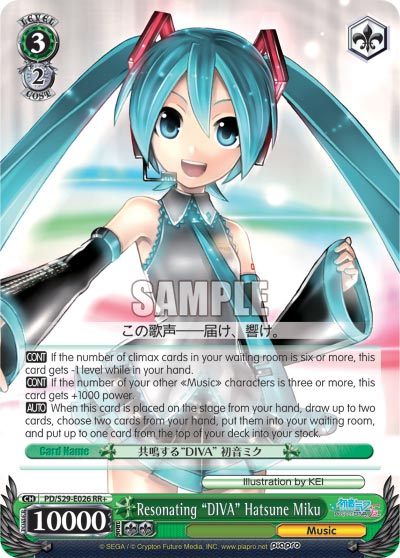 LEVEL
3
2
COST
SAMPLE
この歌声──届け、響け。
CONT If the number of climax cards in your waiting room is six or more, this
card gets -1 level while in your hand.
CONT If the number of your other «Music» characters is three or more, this
card gets +1000 power.
AUTO When this card is placed on the stage from your hand, draw up to two
cards, choose two cards from your hand, put them into your waiting room,
and put up to one card from the top of your deck into your stock.
Card Name
共鳴する“DIVA” 初音ミク
Illustration by KEI
CH PD/S29-E026 RR+
Resonating “DIVA” Hatsune Miku
初音ミク
10000
Music
© SEGA / © Crypton Future Media, INC. www.piapro.net piapro